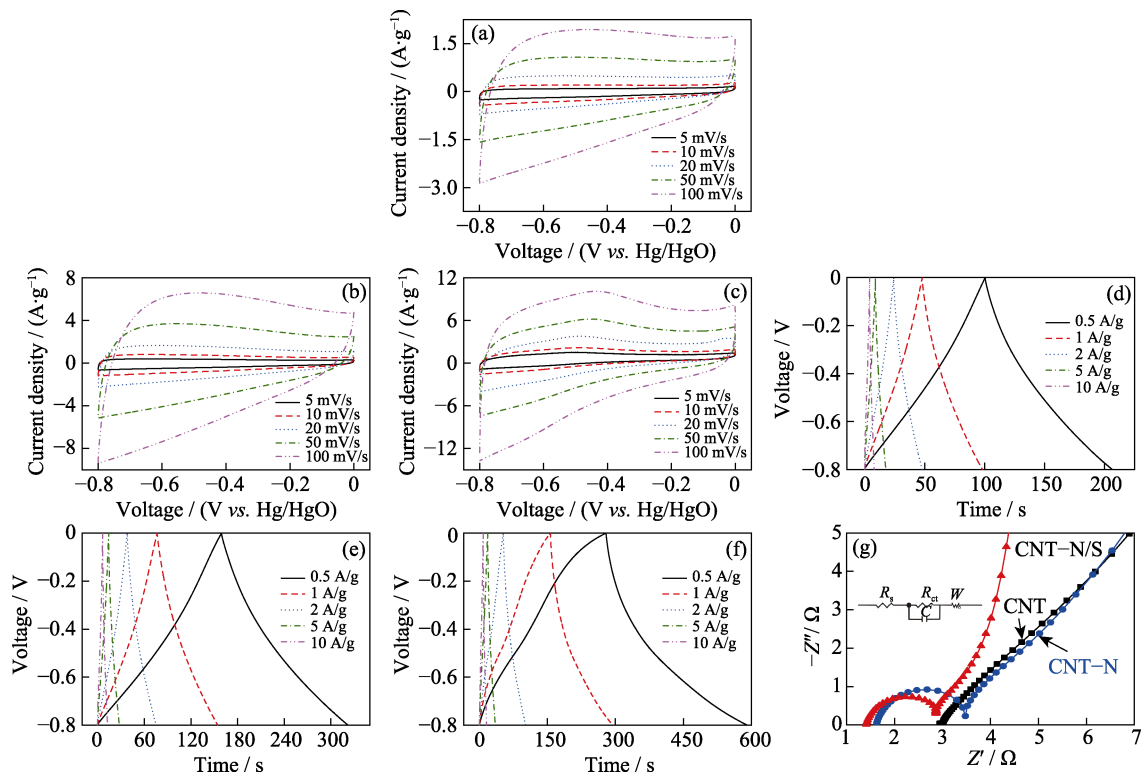 (a)
Current density / (A·g⁻¹)
1.5
0
−1.5
−3.0
5 mV/s
10 mV/s
20 mV/s
50 mV/s
100 mV/s
−0.8 −0.6 −0.4 −0.2 0
Voltage / (V vs. Hg/HgO)
(b)
Current density / (A·g⁻¹)
8
4
0
−4
−8
5 mV/s
10 mV/s
20 mV/s
50 mV/s
100 mV/s
−0.8 −0.6 −0.4 −0.2 0
Voltage / (V vs. Hg/HgO)
(c)
Current density / (A·g⁻¹)
12
6
0
−6
−12
5 mV/s
10 mV/s
20 mV/s
50 mV/s
100 mV/s
−0.8 −0.6 −0.4 −0.2 0
Voltage / (V vs. Hg/HgO)
(d)
Voltage / V
0
−0.2
−0.4
−0.6
−0.8
0.5 A/g
1 A/g
2 A/g
5 A/g
10 A/g
0 50 100 150 200
Time / s
(e)
Voltage / V
0
−0.2
−0.4
−0.6
−0.8
0.5 A/g
1 A/g
2 A/g
5 A/g
10 A/g
0 60 120 180 240 300
Time / s
(f)
Voltage / V
0
−0.2
−0.4
−0.6
−0.8
0.5 A/g
1 A/g
2 A/g
5 A/g
10 A/g
0 150 300 450 600
Time / s
(g)
−Z″/ Ω
5
4
3
2
1
0
CNT−N/S
Rs Rct W
C
CNT
CNT−N
1 2 3 4 5 6 7
Z′ / Ω